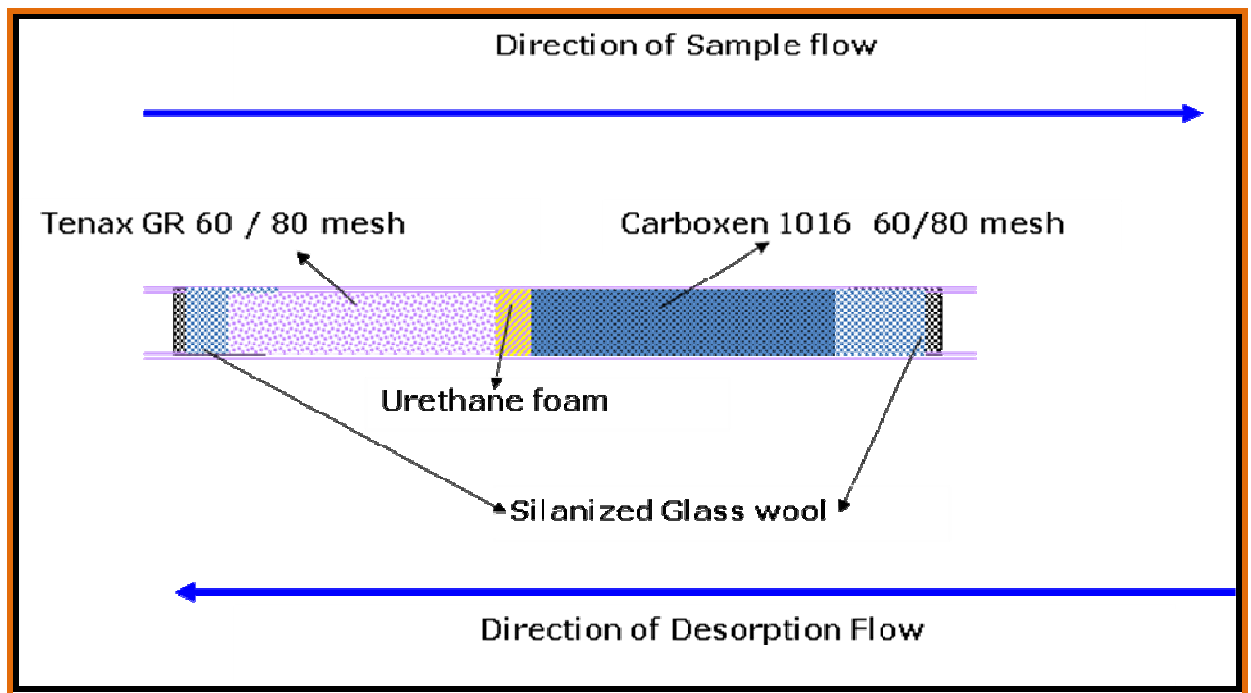 Direction of Sample flow
Tenax GR 60 / 80 mesh
Carboxen 1016 60/80 mesh
Urethane foam
Silanized Glass wool
Direction of Desorption Flow